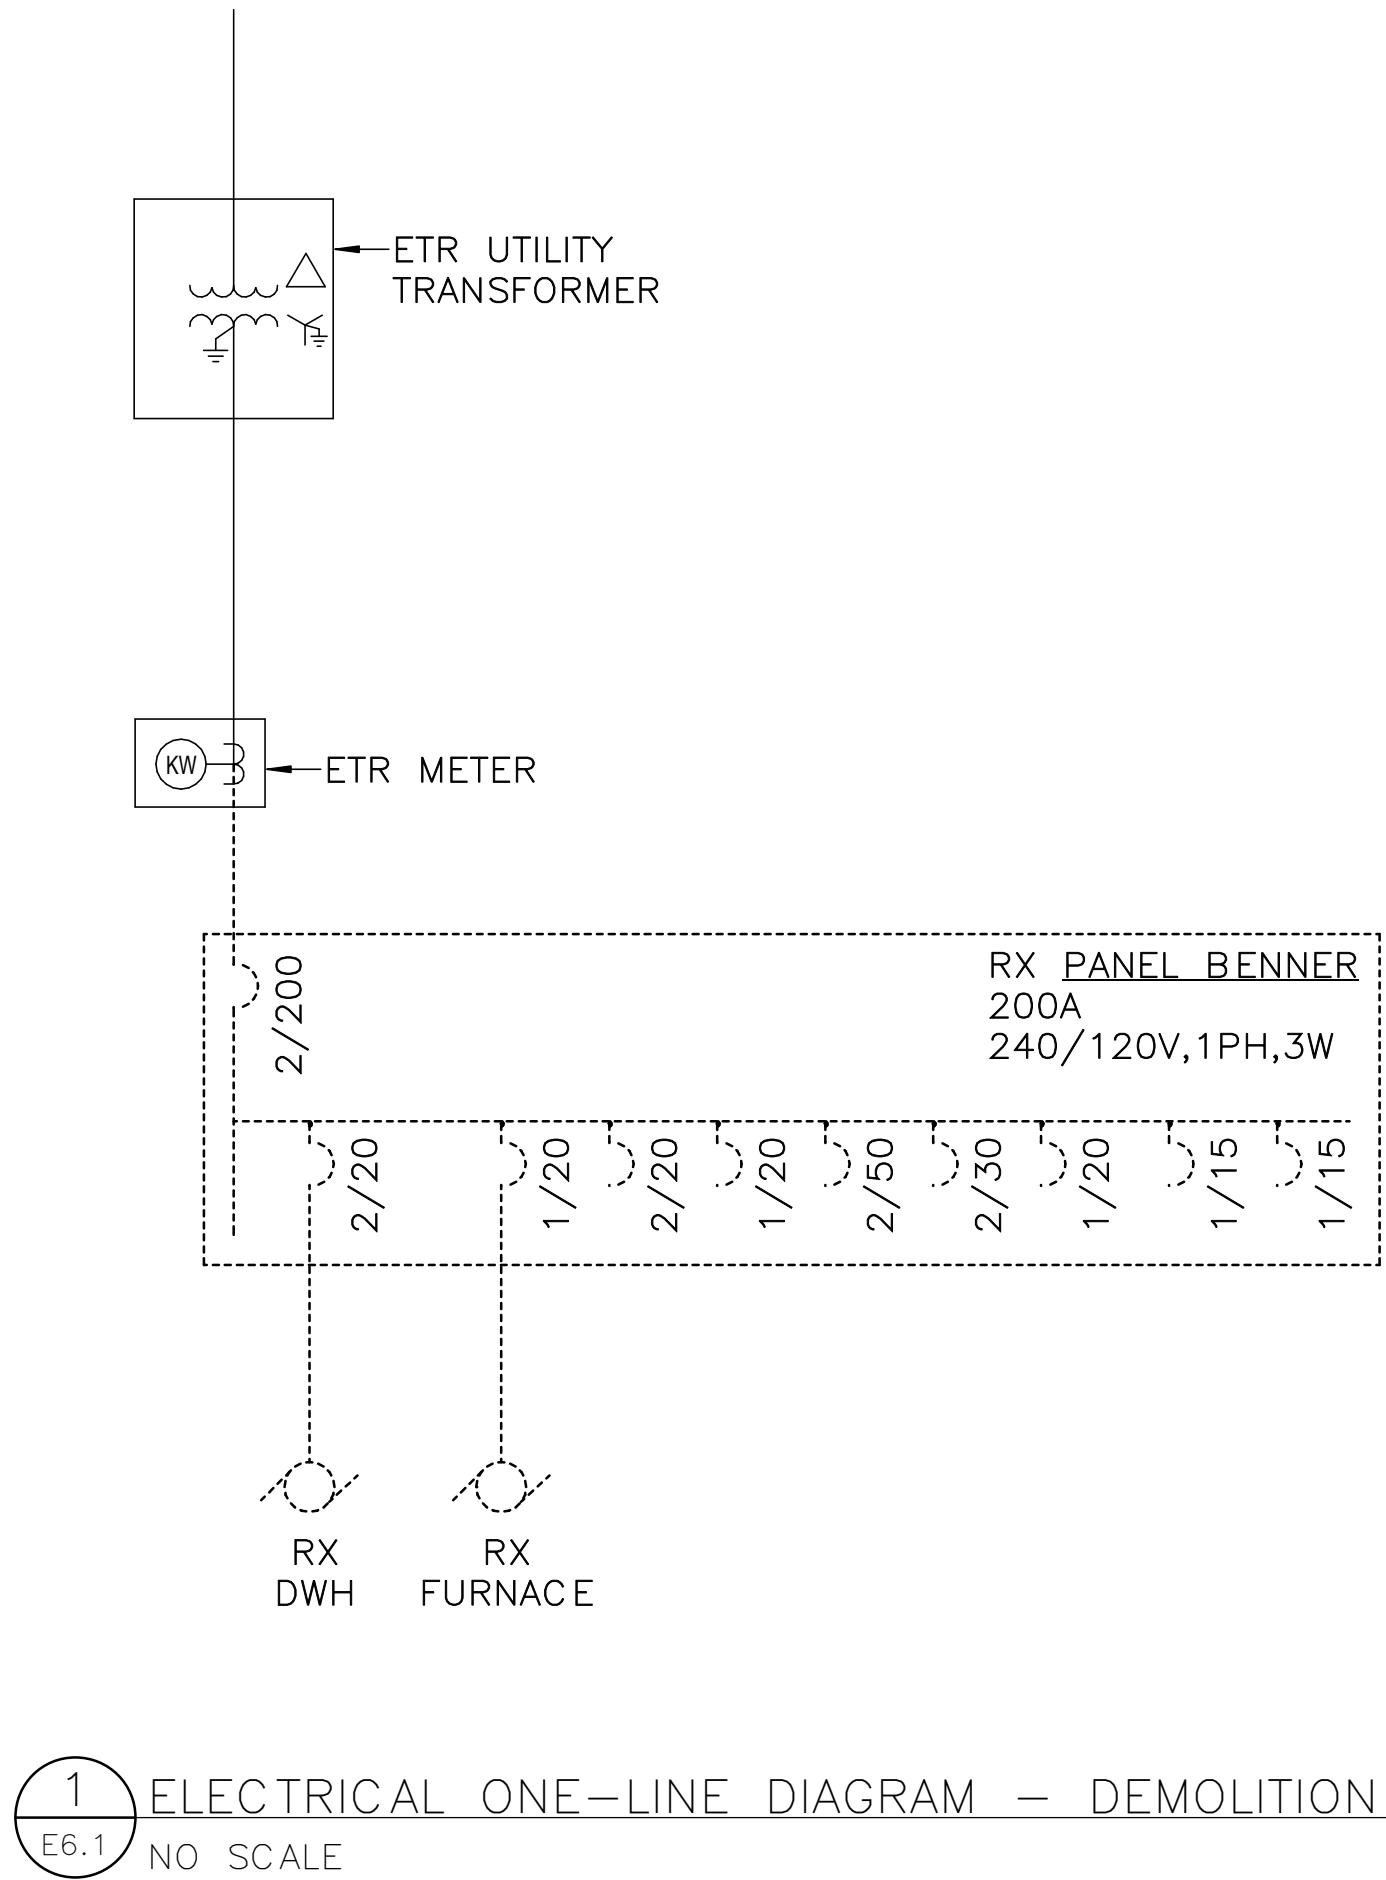 ETR UTILITY
TRANSFORMER
KW
ETR METER
2/200
RX PANEL BENNER
200A
240/120V,1PH,3W
2/20
1/20
2/20
1/20
2/50
2/30
1/20
1/15
1/15
RX
DWH
RX
FURNACE
1
ELECTRICAL ONE-LINE DIAGRAM - DEMOLITION
E6.1
NO SCALE